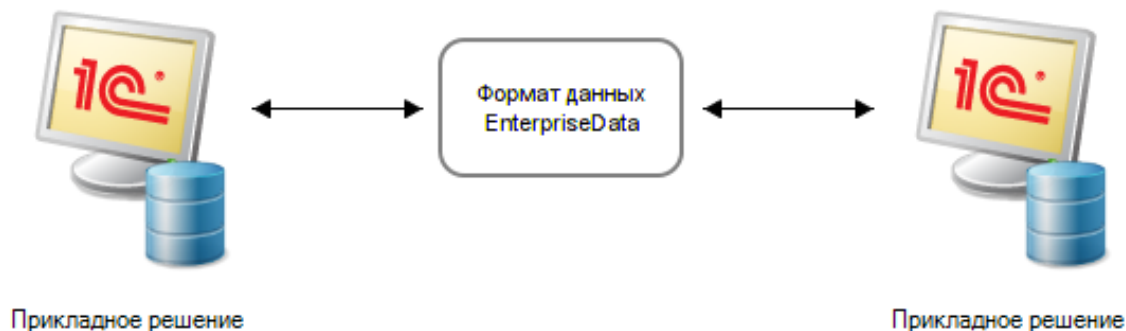 1С®
Формат данных
EnterpriseData
1С®
Прикладное решение
Прикладное решение